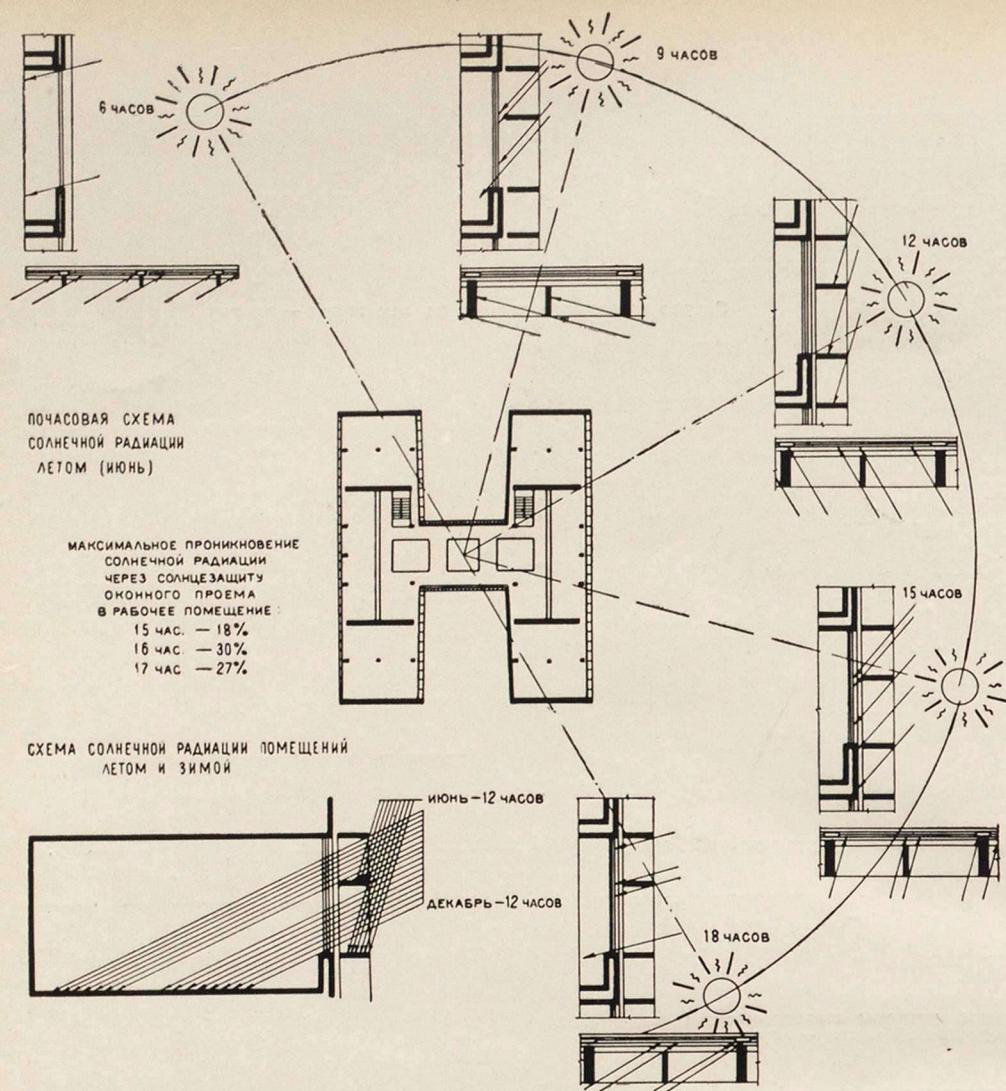 6 ЧАСОВ
9 ЧАСОВ
12 ЧАСОВ
ПОЧАСОВАЯ СХЕМА
СОЛНЕЧНОЙ РАДИАЦИИ
ЛЕТОМ (ИЮНЬ)
МАКСИМАЛЬНОЕ ПРОНИКНОВЕНИЕ
СОЛНЕЧНОЙ РАДИАЦИИ
ЧЕРЕЗ СОЛНЦЕЗАЩИТУ
ОКОННОГО ПРОЕМА
В РАБОЧЕЕ ПОМЕЩЕНИЕ:
15 ЧАС. — 18%
16 ЧАС. — 30%
17 ЧАС. — 27%
15 ЧАСОВ
СХЕМА СОЛНЕЧНОЙ РАДИАЦИИ ПОМЕЩЕНИЙ
ЛЕТОМ И ЗИМОЙ
ИЮНЬ–12 ЧАСОВ
ДЕКАБРЬ–12 ЧАСОВ
18 ЧАСОВ